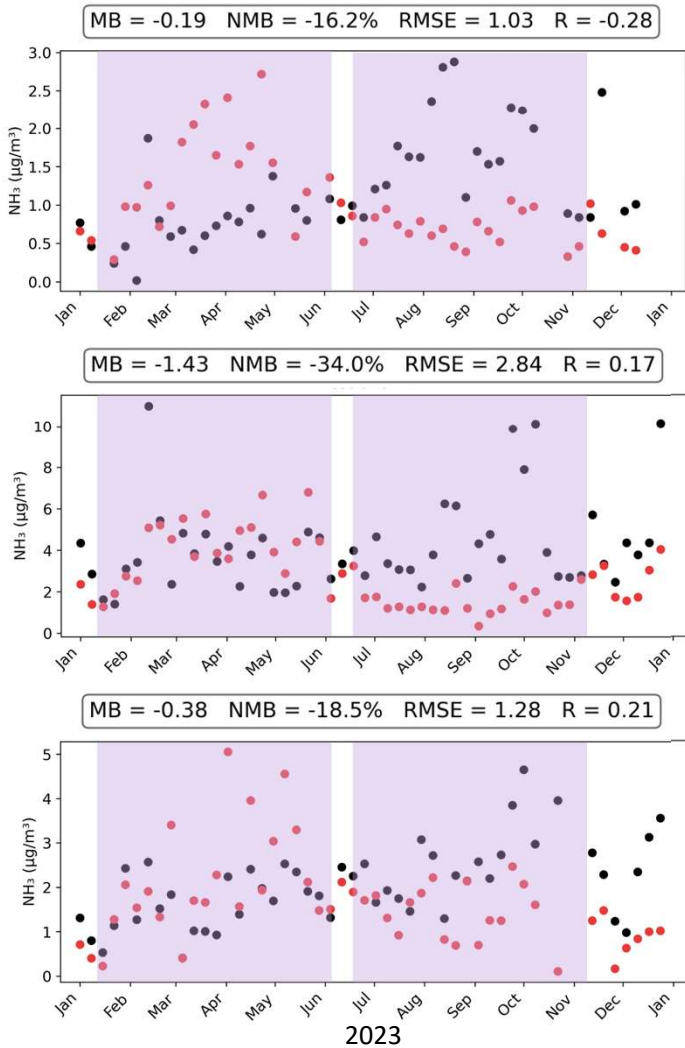 MB = -0.19 NMB = -16.2% RMSE = 1.03 R = -0.28
3.0
2.5
2.0
1.5
1.0
0.5
0.0
NH₃ (µg/m³)
Jan Feb Mar Apr May Jun Jul Aug Sep Oct Nov Dec Jan
MB = -1.43 NMB = -34.0% RMSE = 2.84 R = 0.17
10
8
6
4
2
0
NH₃ (µg/m³)
Jan Feb Mar Apr May Jun Jul Aug Sep Oct Nov Dec Jan
MB = -0.38 NMB = -18.5% RMSE = 1.28 R = 0.21
5
4
3
2
1
0
NH₃ (µg/m³)
Jan Feb Mar Apr May Jun Jul Aug Sep Oct Nov Dec Jan
2023